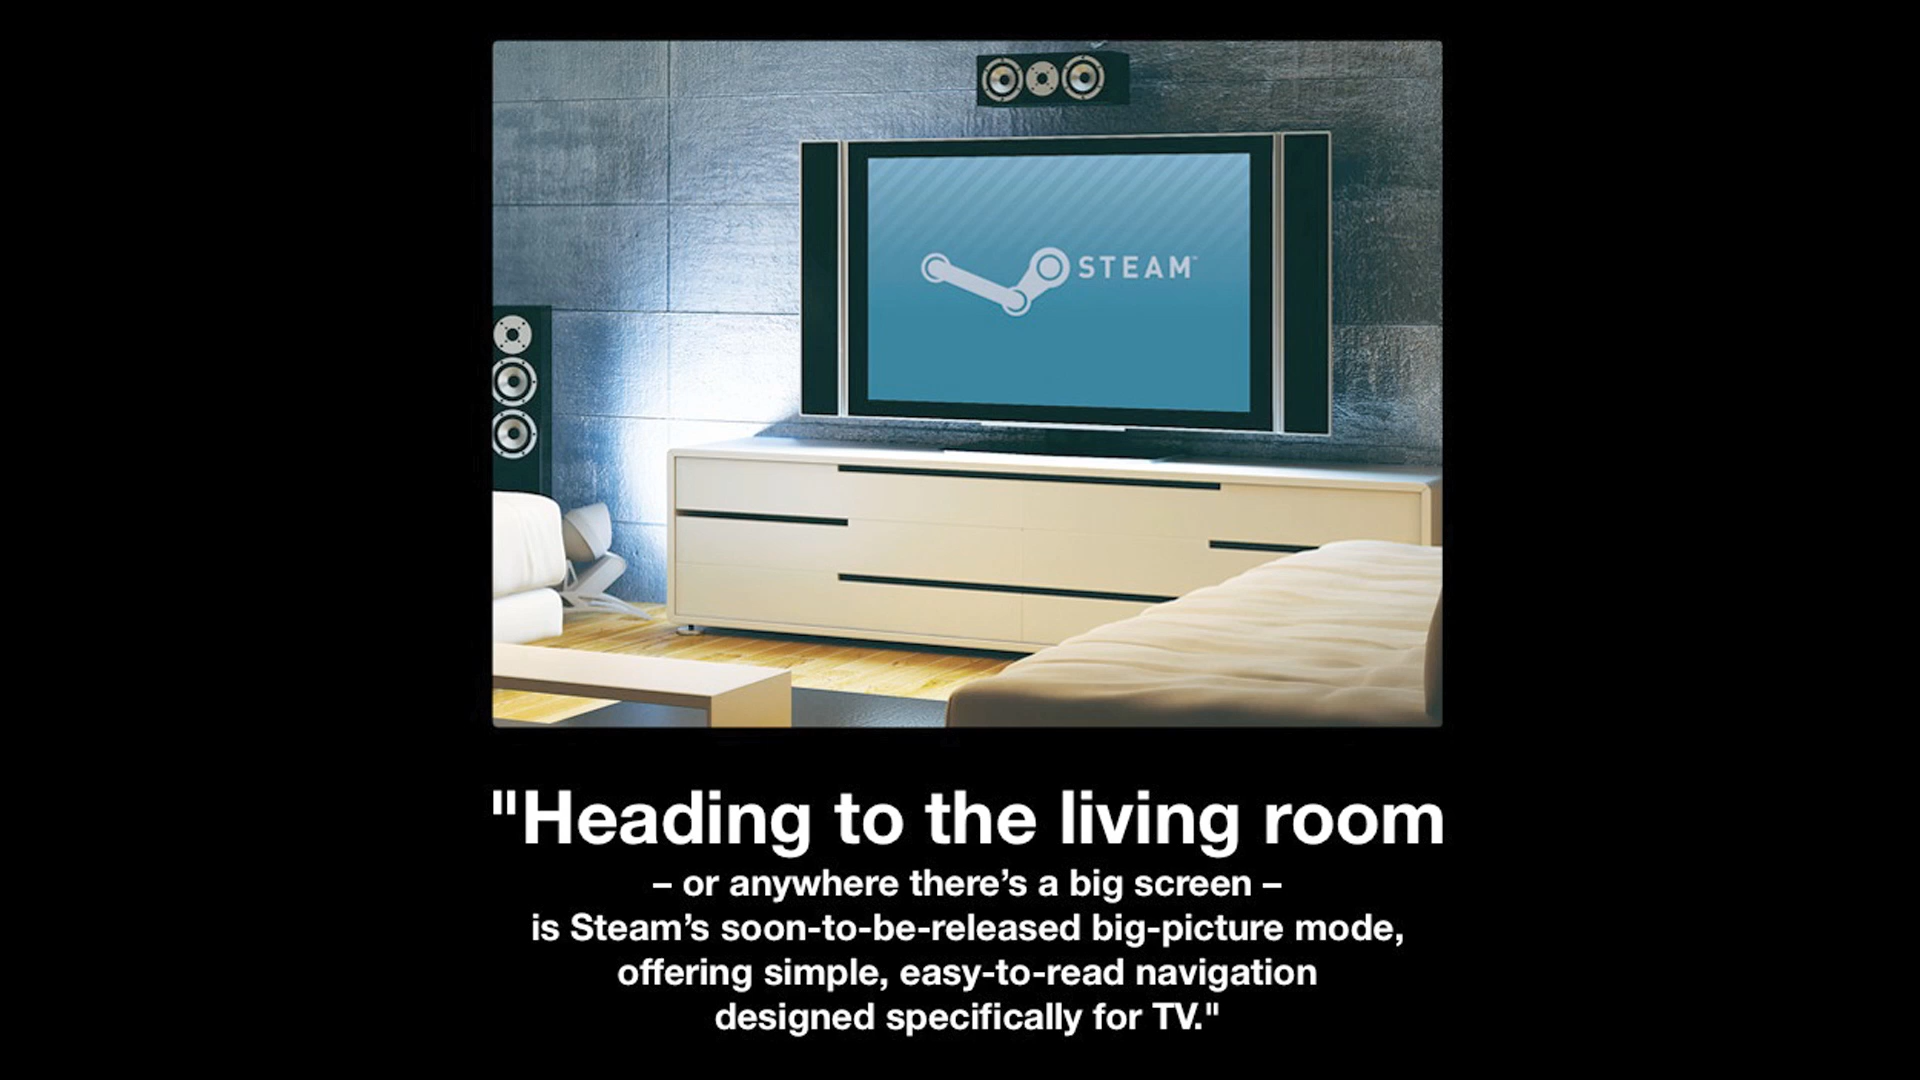 STEAM™
"Heading to the living room
– or anywhere there’s a big screen –
is Steam’s soon-to-be-released big-picture mode,
offering simple, easy-to-read navigation
designed specifically for TV."